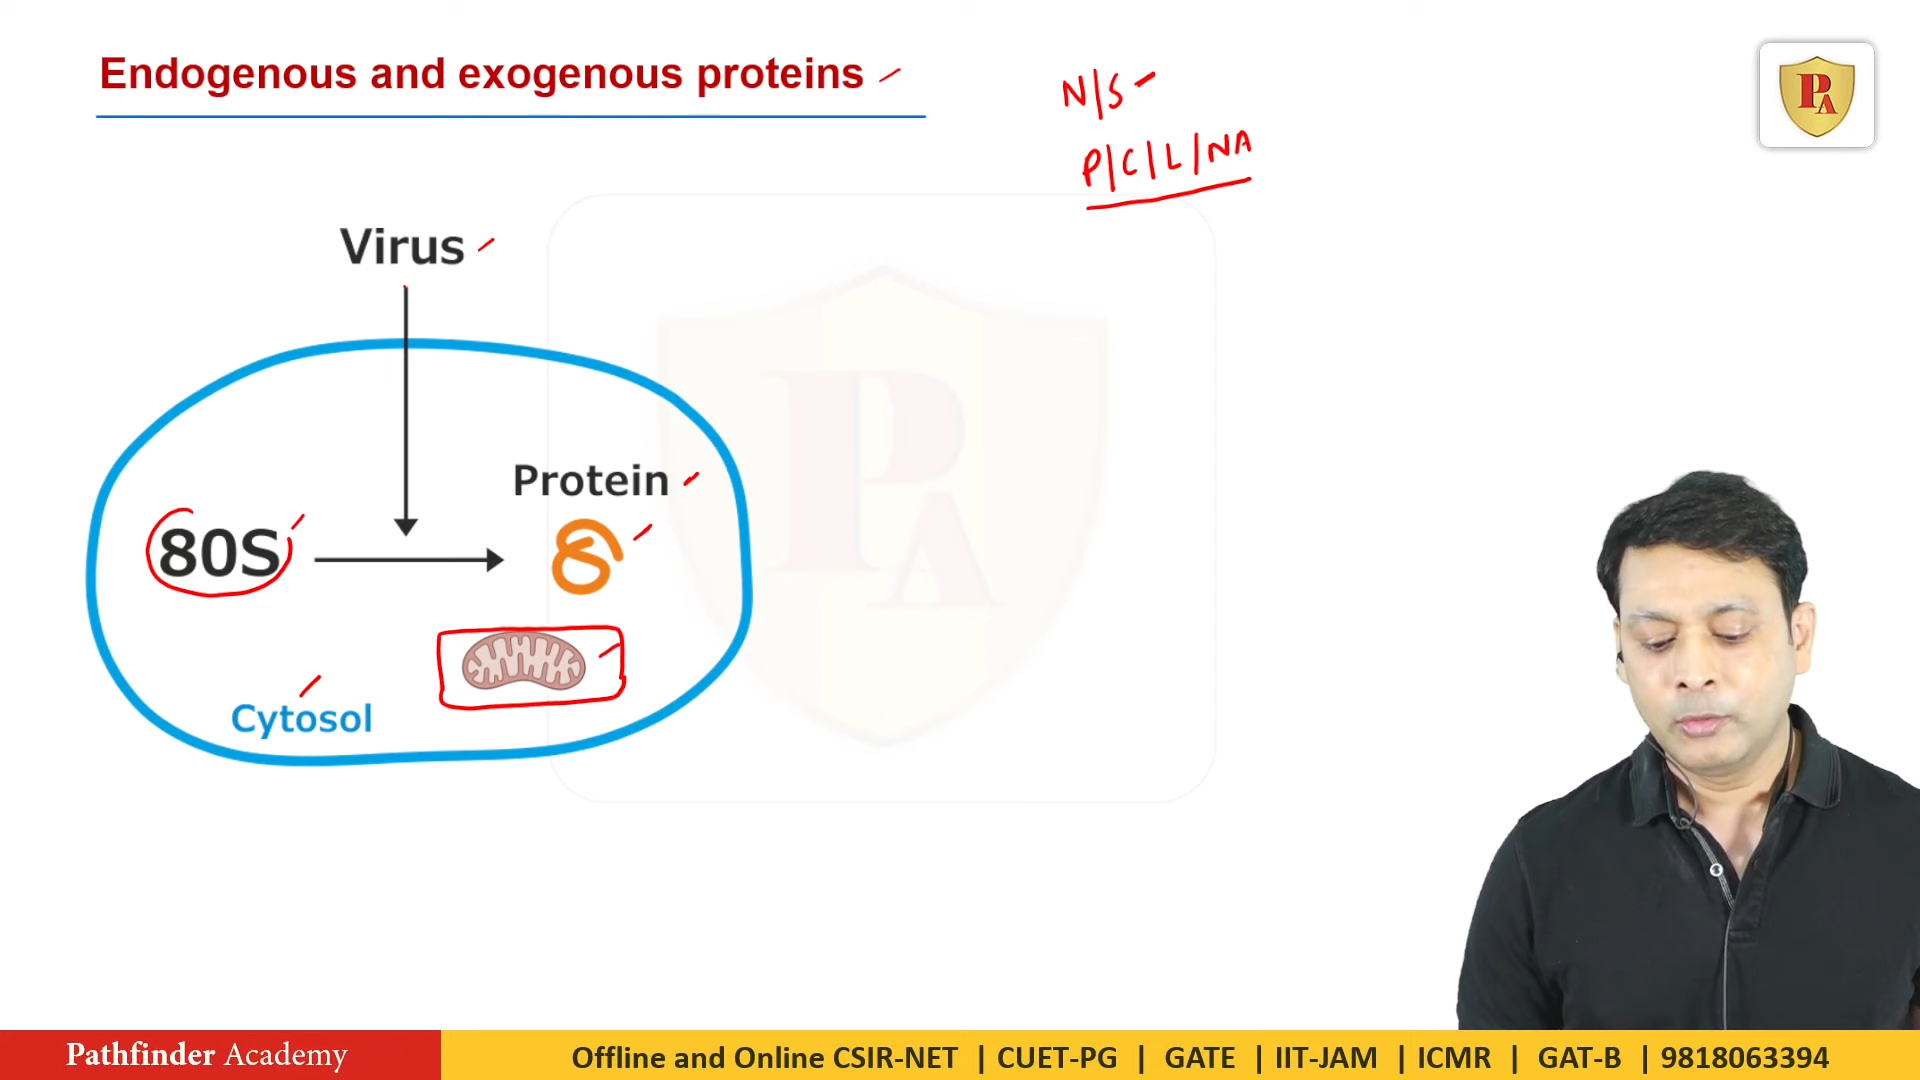 Endogenous and exogenous proteins
N/S
P/C/L/NA
PA
Virus
Protein
80S
Cytosol
PA
Pathfinder Academy
Offline and Online CSIR-NET | CUET-PG | GATE | IIT-JAM | ICMR | GAT-B | 9818063394